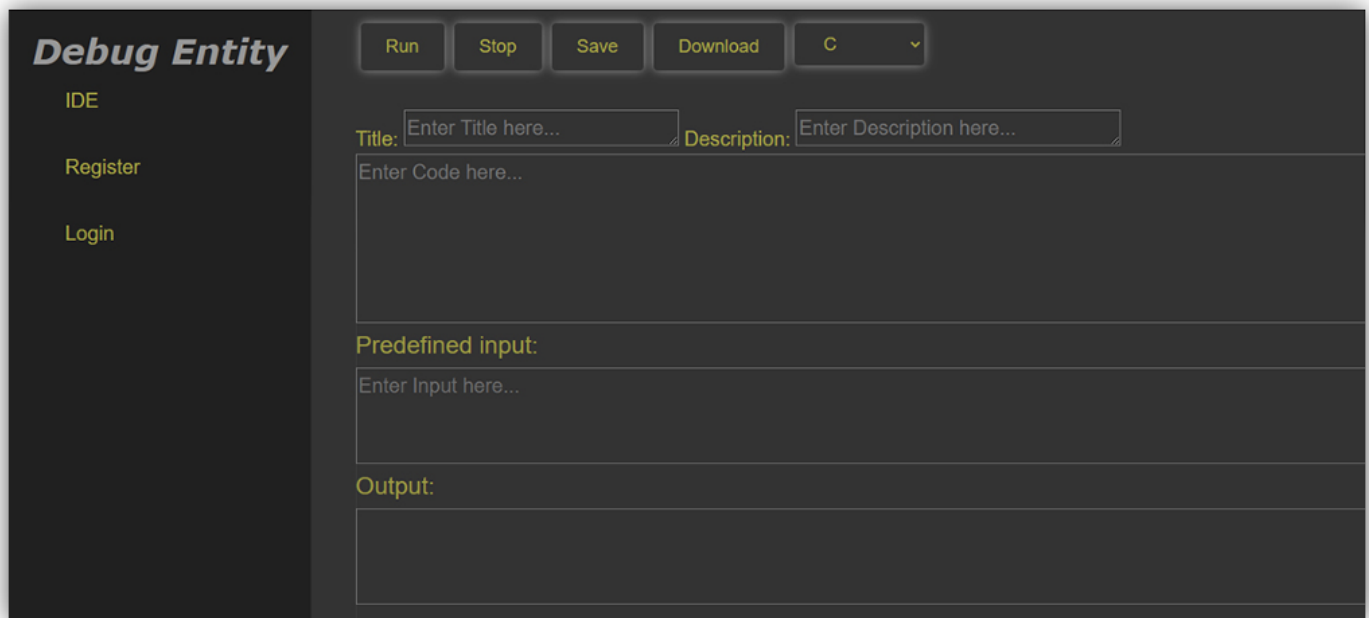 Debug Entity
IDE
Register
Login
Run Stop Save Download C
Title: Enter Title here... Description: Enter Description here...
Enter Code here...
Predefined input:
Enter Input here...
Output: